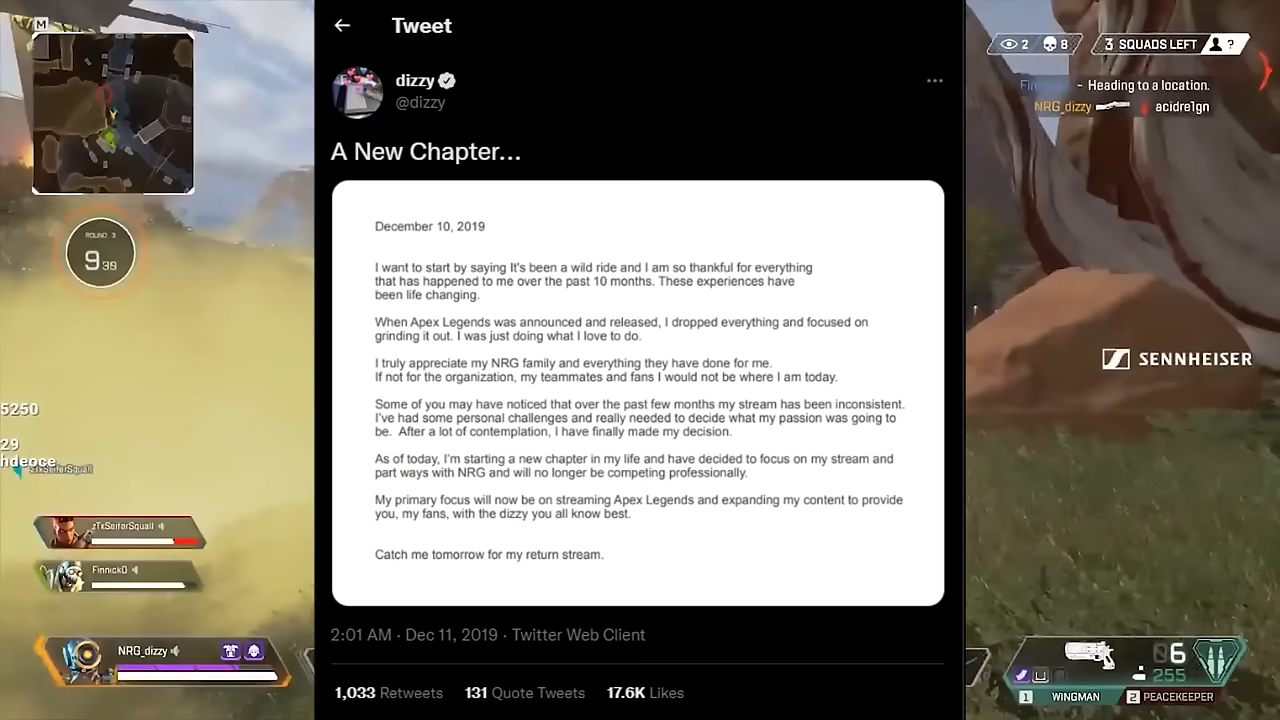 M
Tweet
dizzy
@dizzy
A New Chapter...
December 10, 2019
I want to start by saying It's been a wild ride and I am so thankful for everything
that has happened to me over the past 10 months. These experiences have
been life changing.
When Apex Legends was announced and released, I dropped everything and focused on
grinding it out. I was just doing what I love to do.
I truly appreciate my NRG family and everything they have done for me.
If not for the organization, my teammates and fans I would not be where I am today.
Some of you may have noticed that over the past few months my stream has been inconsistent.
I've had some personal challenges and really needed to decide what my passion was going to
be. After a lot of contemplation, I have finally made my decision.
As of today, I'm starting a new chapter in my life and have decided to focus on my stream and
part ways with NRG and will no longer be competing professionally.
My primary focus will now be on streaming Apex Legends and expanding my content to provide
you, my fans, with the dizzy you all know best.
Catch me tomorrow for my return stream.
2:01 AM · Dec 11, 2019 · Twitter Web Client
1,033 Retweets 131 Quote Tweets 17.6K Likes
ROUND 3
9
5250
29
hdeoce
zTxSeiferSquall
zTxSeiferSquall
FinnickO
NRG_dizzy
2 8 3 SQUADS LEFT ?
- Heading to a location.
NRG_dizzy acidre1gn
SENNHEISER
06
255
1 WINGMAN 2 PEACEKEEPER